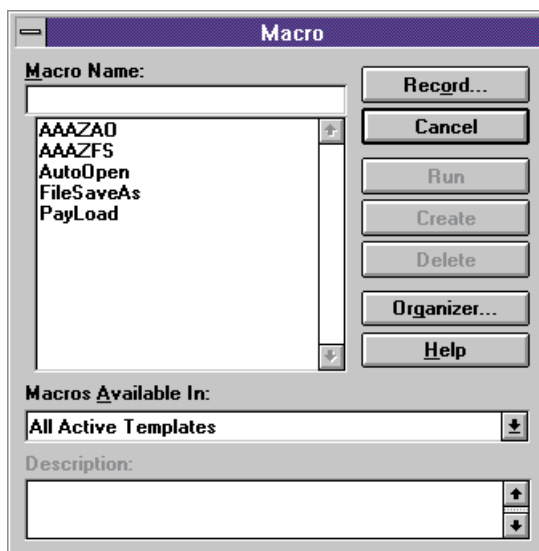 Macro
Macro Name:
Record...
Cancel
AAAZAO
AAAZFS
AutoOpen
FileSaveAs
PayLoad
Run
Create
Delete
Organizer...
Help
Macros Available In:
All Active Templates
Description: